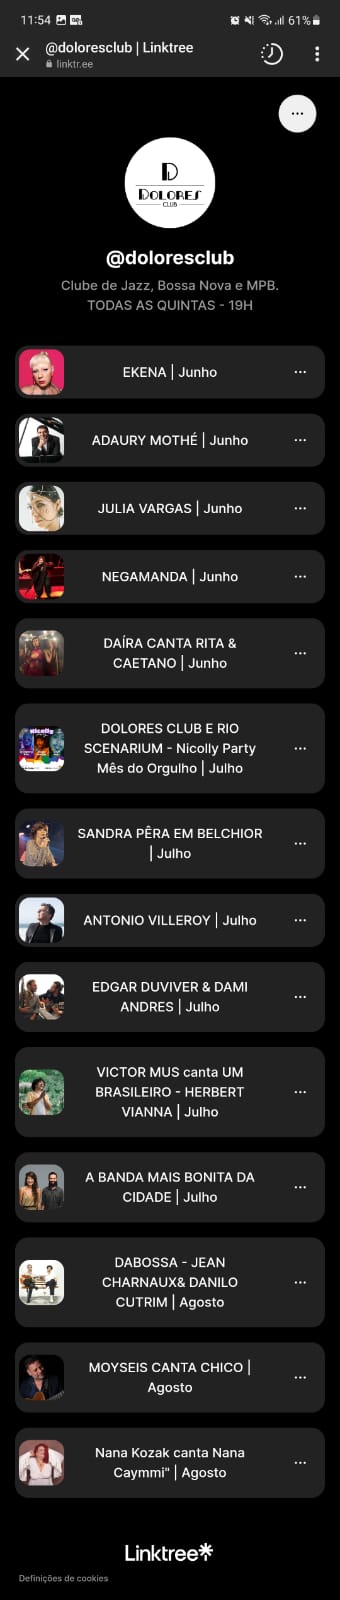 11:54
61%
@doloresclub | Linktree
linktr.ee
D
DOLORES
CLUB
@doloresclub
Clube de Jazz, Bossa Nova e MPB.
TODAS AS QUINTAS - 19H
EKENA | Junho
ADAURY MOTHÉ | Junho
JULIA VARGAS | Junho
NEGAMANDA | Junho
DAÍRA CANTA RITA &
CAETANO | Junho
Nicolly
DOLORES CLUB E RIO
SCENARIUM - Nicolly Party
Mês do Orgulho | Julho
SANDRA PÊRA EM BELCHIOR
| Julho
ANTONIO VILLEROY | Julho
EDGAR DUVIVER & DAMI
ANDRES | Julho
VICTOR MUS canta UM
BRASILEIRO - HERBERT
VIANNA | Julho
A BANDA MAIS BONITA DA
CIDADE | Julho
DABOSSA - JEAN
CHARNAUX& DANILO
CUTRIM | Agosto
MOYSEIS CANTA CHICO |
Agosto
Nana Kozak canta Nana
Caymmi" | Agosto
Linktree
Definições de cookies